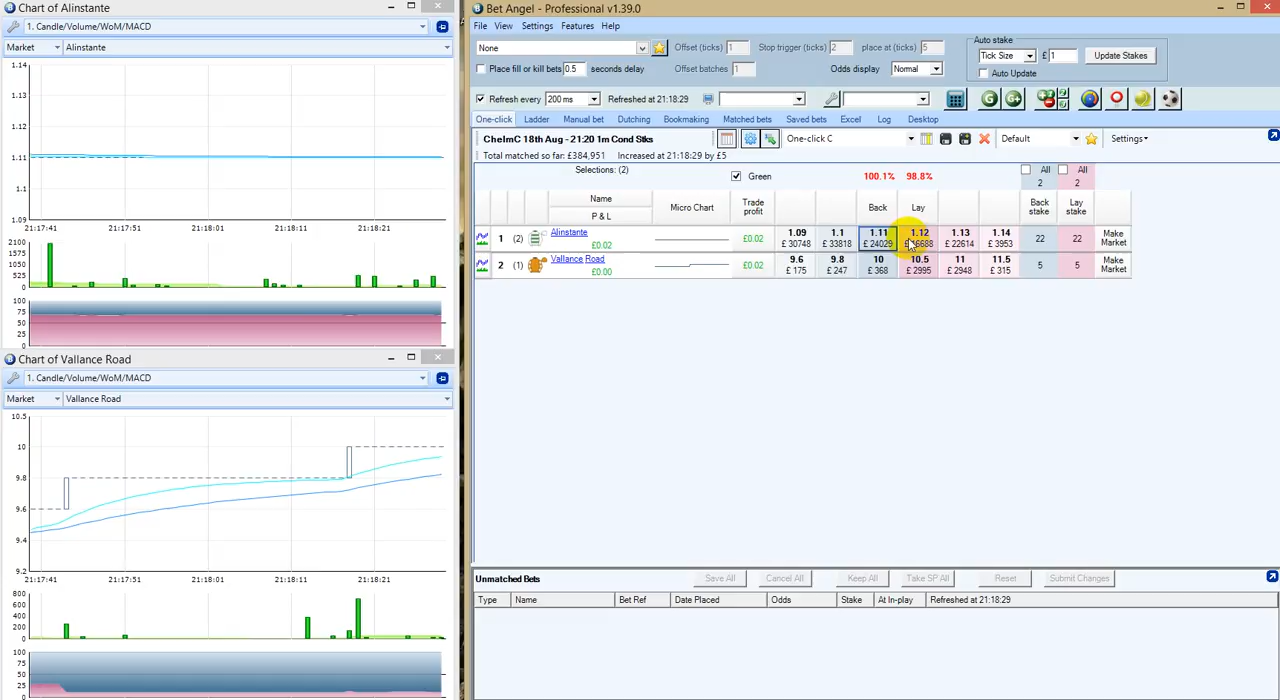 Chart of Alinstante
1. Candle/Volume/WoM/MACD
Market Alinstante
1.14
1.13
1.12
1.11
1.1
1.09
21:17:41 21:17:51 21:18:01 21:18:11 21:18:21
2100
1575
1050
525
0
100
75
50
25
0
Chart of Vallance Road
1. Candle/Volume/WoM/MACD
Market Vallance Road
10.5
10
9.8
9.6
9.2
21:17:41 21:17:51 21:18:01 21:18:11 21:18:21
800
600
400
200
0
100
75
50
25
0
Bet Angel - Professional v1.39.0
File View Settings Features Help
None Offset (ticks) 1 Stop trigger (ticks) 2 place at (ticks) 5
Place fill or kill bets 0.5 seconds delay Offset batches 1 Odds display Normal
Auto stake
Tick Size £ 1 Update Stakes
Auto Update
Refresh every 200 ms Refreshed at 21:18:29
One-click Ladder Manual bet Dutching Bookmaking Matched bets Saved bets Excel Log Desktop
ChelmC 18th Aug - 21:20 1m Cond Stks One-click C Default Settings
Total matched so far: £384,951 Increased at 21:18:29 by £5
Selections: (2) Green 100.1% 98.8% All 2 All 2
Name P & L Micro Chart Trade profit Back Lay Back stake Lay stake
1 (2) Alinstante £0.02 £0.02 1.09 1.1 1.11 1.12 1.13 1.14 22 22 Make Market
£ 30748 £ 33818 £ 24029 £ 22614 £ 3953
2 (1) Vallance Road £0.00 £0.02 9.6 9.8 10 10.5 11 11.5 5 5 Make Market
£ 175 £ 247 £ 368 £ 2995 £ 2948 £ 315
Unmatched Bets Save All Cancel All Keep All Take SP All Reset Submit Changes
Type Name Bet Ref Date Placed Odds Stake At In-play Refreshed at 21:18:29